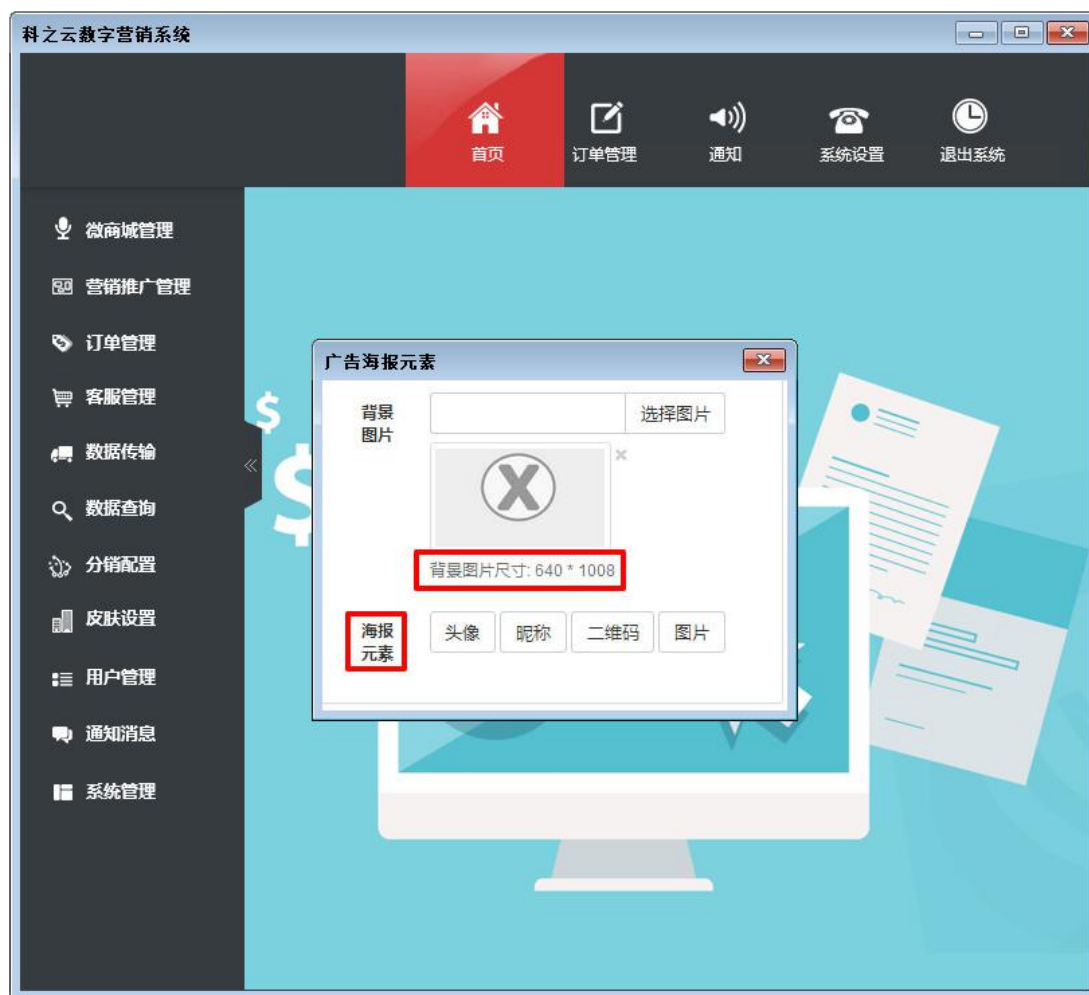 科之云数字营销系统
首页
订单管理
通知
系统设置
退出系统
微商城管理
营销推广管理
订单管理
客服管理
数据传输
数据查询
分销配置
皮肤设置
用户管理
通知消息
系统管理
广告海报元素
背景
图片
选择图片
背景图片尺寸: 640 * 1008
海报
元素
头像
昵称
二维码
图片